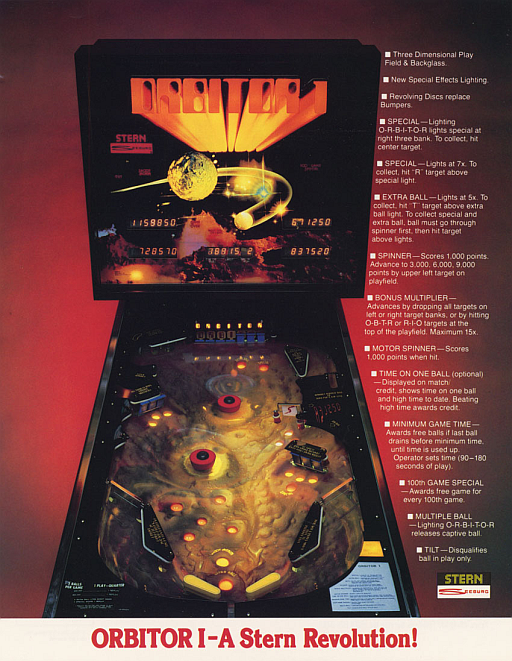 ORBITOR 1
STERN
SEEBURG
1158850
671250
728570
78815 2
837520
ORBITOR
1 PLAY-QUARTER
■ Three Dimensional Play
Field & Backglass.
■ New Special Effects Lighting.
■ Revolving Discs replace
Bumpers.
■ SPECIAL—Lighting
O-R-B-I-T-O-R lights special at
right three bank. To collect, hit
center target.
■ SPECIAL—Lights at 7x. To
collect, hit "R" target above
special light.
■ EXTRA BALL—Lights at 5x. To
collect, hit "T" target above extra
ball light. To collect special and
extra ball, ball must go through
spinner first, then hit target
above lights.
■ SPINNER—Scores 1,000 points.
Advance to 3,000, 6,000, 9,000
points by upper left target on
playfield.
■ BONUS MULTIPLIER—
Advances by dropping all targets on
left or right target banks, or by hitting
O-B-T-R or R-I-O targets at the
top of the playfield. Maximum 15x.
■ MOTOR SPINNER—Scores
1,000 points when hit.
■ TIME ON ONE BALL (optional)
—Displayed on match/
credit, shows time on one ball
and high time to date. Beating
high time awards credit.
■ MINIMUM GAME TIME—
Awards free balls if last ball
drains before minimum time,
until time is used up.
Operator sets time (90–180
seconds of play).
■ 100th GAME SPECIAL
—Awards free game for
every 100th game.
■ MULTIPLE BALL
—Lighting O-R-B-I-T-O-R
releases captive ball.
■ TILT—Disqualifies
ball in play only.
STERN
SEEBURG
ORBITOR I-A Stern Revolution!